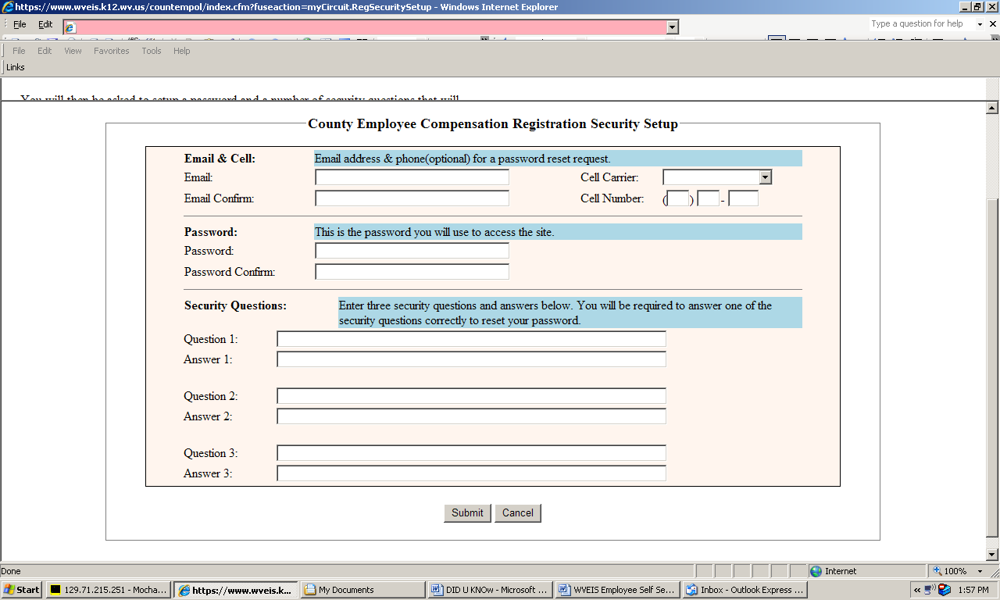 https://www.wveis.k12.wv.us/countempol/index.cfm?fuseaction=myCircuit.RegSecuritySetup - Windows Internet Explorer
File Edit Type a question for help
File Edit View Favorites Tools Help
Links
You will then be asked to setup a password and a number of security questions that will
County Employee Compensation Registration Security Setup
Email & Cell: Email address & phone(optional) for a password reset request.
Email: Cell Carrier:
Email Confirm: Cell Number: ( ) -
Password: This is the password you will use to access the site.
Password:
Password Confirm:
Security Questions: Enter three security questions and answers below. You will be required to answer one of the
security questions correctly to reset your password.
Question 1:
Answer 1:
Question 2:
Answer 2:
Question 3:
Answer 3:
Submit Cancel
Done Internet 100%
Start 129.71.215.251 - Mocha... https://www.wveis.k... My Documents DID U KNOw - Microsoft ... WVEIS Employee Self Se... Inbox - Outlook Express ... « 1:57 PM